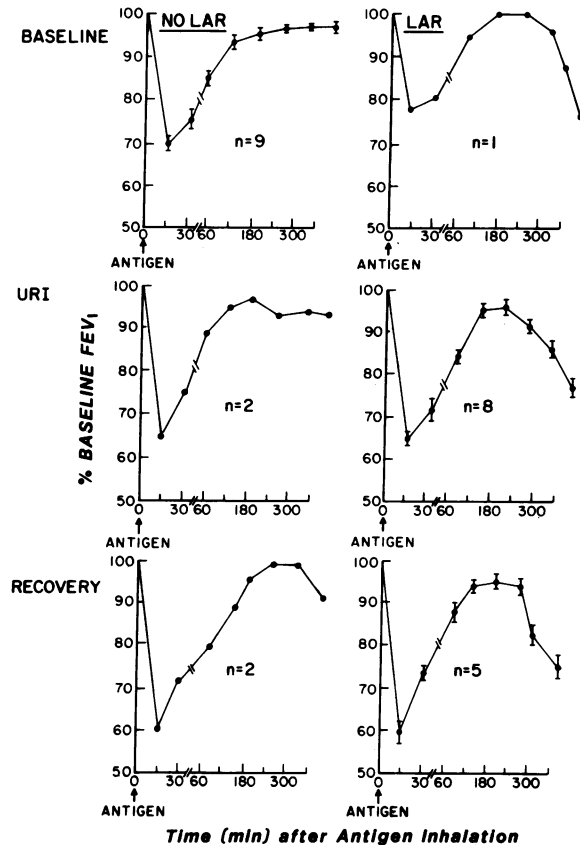 NO LAR
LAR
BASELINE
100
90
80
70
60
50
n=9
0 30 60 180 300
ANTIGEN
100
90
80
70
60
50
n=1
0 30 60 180 300
ANTIGEN
URI
% BASELINE FEV₁
100
90
80
70
60
50
n=2
0 30 60 180 300
ANTIGEN
100
90
80
70
60
50
n=8
0 30 60 180 300
ANTIGEN
RECOVERY
100
90
80
70
60
50
n=2
0 30 60 180 300
ANTIGEN
100
90
80
70
60
50
n=5
0 30 60 180 300
ANTIGEN
Time (min) after Antigen Inhalation